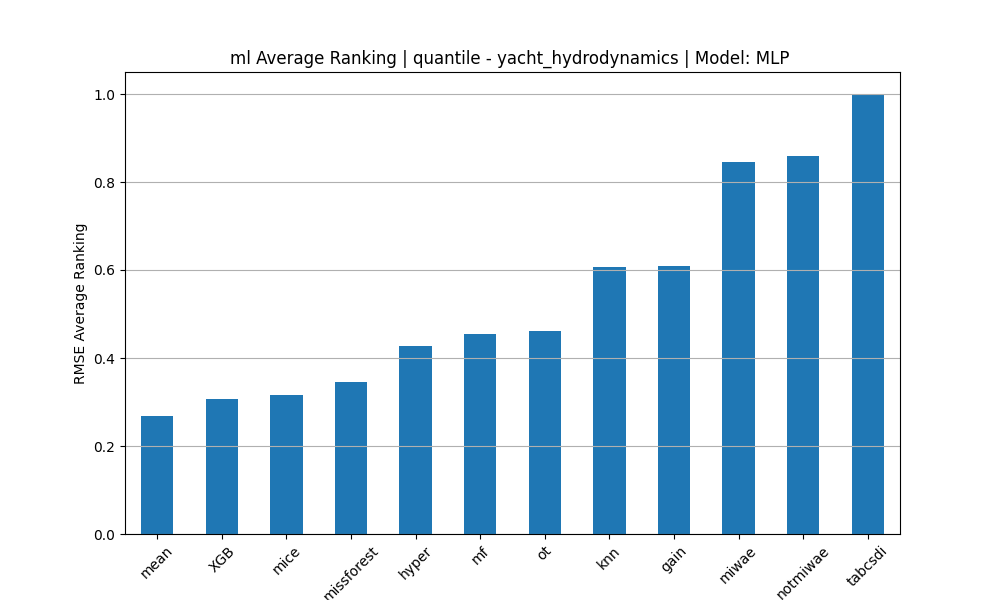 ml Average Ranking | quantile - yacht_hydrodynamics | Model: MLP
RMSE Average Ranking
1.0
0.8
0.6
0.4
0.2
0.0
mean
XGB
mice
missforest
hyper
mf
ot
knn
gain
miwae
notmiwae
tabcsdi